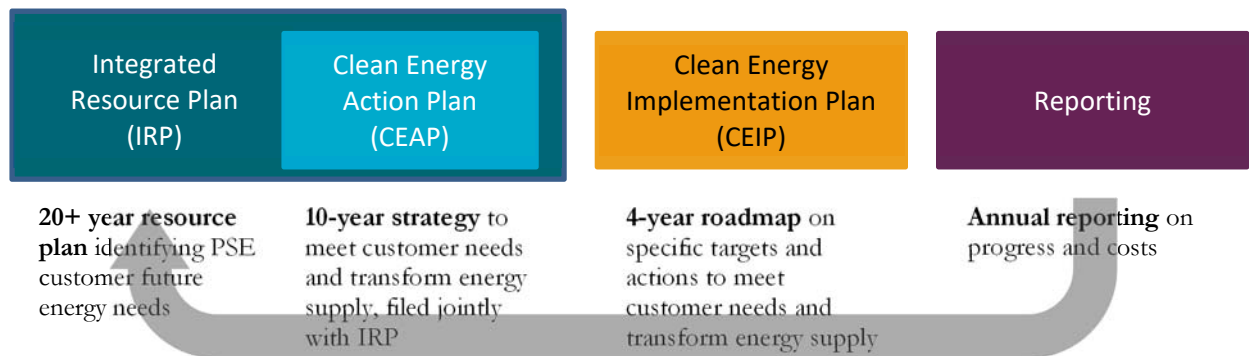 Integrated
Resource Plan
(IRP)
Clean Energy
Action Plan
(CEAP)
Clean Energy
Implementation Plan
(CEIP)
Reporting
20+ year resource
plan identifying PSE
customer future
energy needs
10-year strategy to
meet customer needs
and transform energy
supply, filed jointly
with IRP
4-year roadmap on
specific targets and
actions to meet
customer needs and
transform energy supply
Annual reporting on
progress and costs